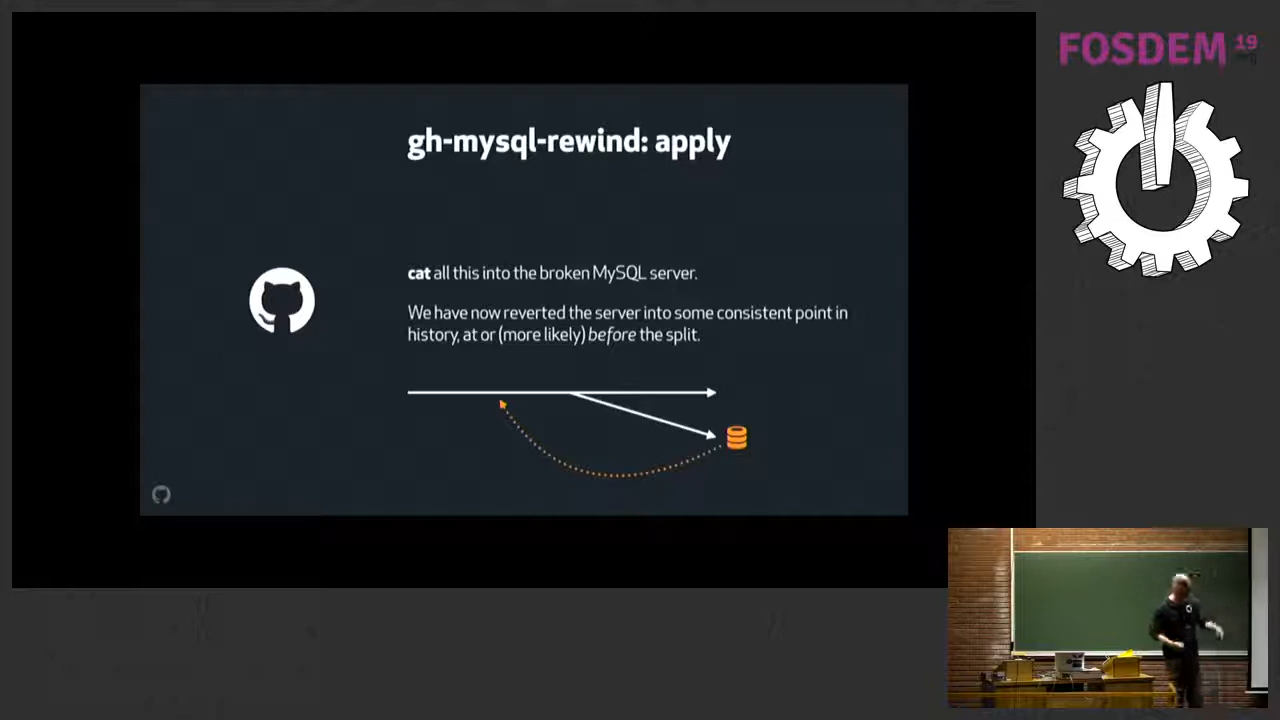 FOSDEM 19
gh-mysql-rewind: apply
cat all this into the broken MySQL server.
We have now reverted the server into some consistent point in
history, at or (more likely) before the split.